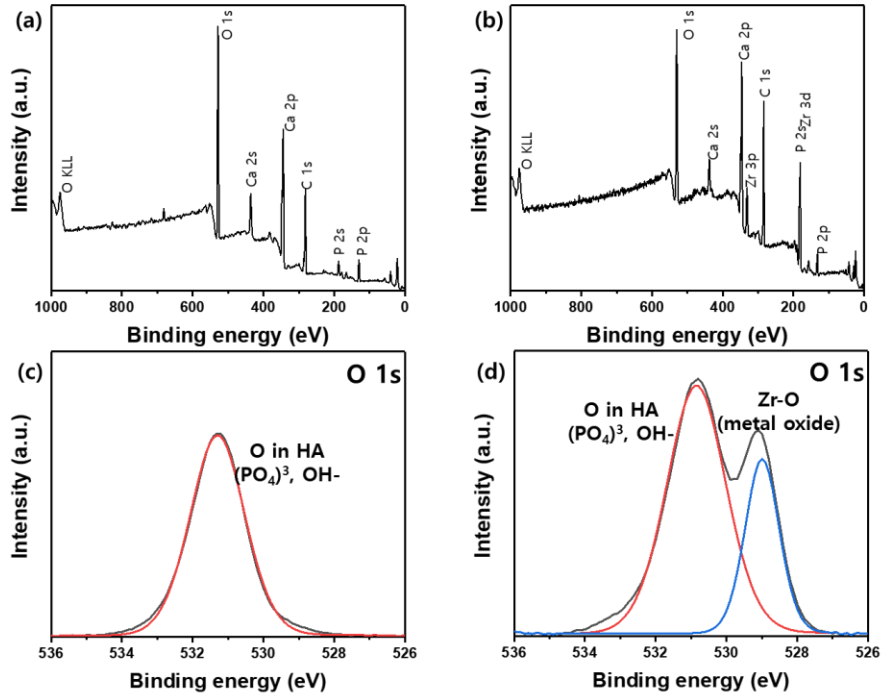 (a)
O KLL
O 1s
Ca 2s
Ca 2p
C 1s
P 2s
P 2p
Intensity (a.u.)
1000 800 600 400 200 0
Binding energy (eV)
(b)
O KLL
O 1s
Ca 2s
Ca 2p
Zr 3p
C 1s
P 2s
Zr 3d
P 2p
Intensity (a.u.)
1000 800 600 400 200 0
Binding energy (eV)
(c)
O 1s
O in HA
(PO₄)³, OH-
Intensity (a.u.)
536 534 532 530 528 526
Binding energy (eV)
(d)
O 1s
O in HA
(PO₄)³, OH-
Zr-O
(metal oxide)
Intensity (a.u.)
536 534 532 530 528 526
Binding energy (eV)